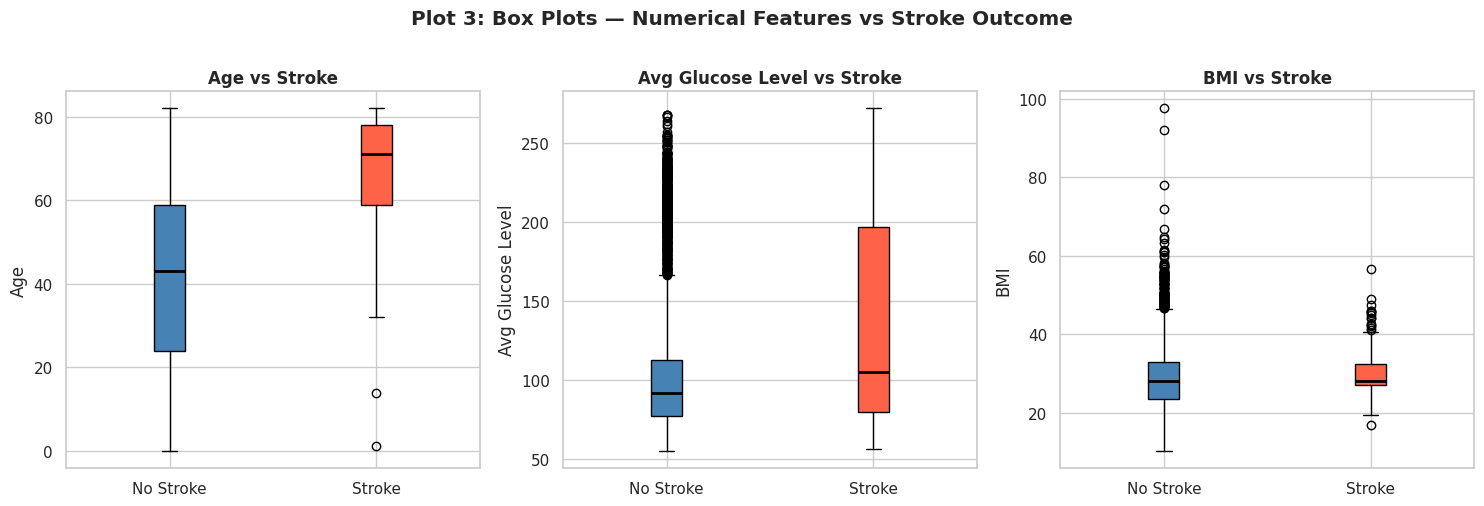 Plot 3: Box Plots — Numerical Features vs Stroke Outcome
Age vs Stroke
Age
80
60
40
20
0
No Stroke
Stroke
Avg Glucose Level vs Stroke
Avg Glucose Level
250
200
150
100
50
No Stroke
Stroke
BMI vs Stroke
BMI
100
80
60
40
20
No Stroke
Stroke